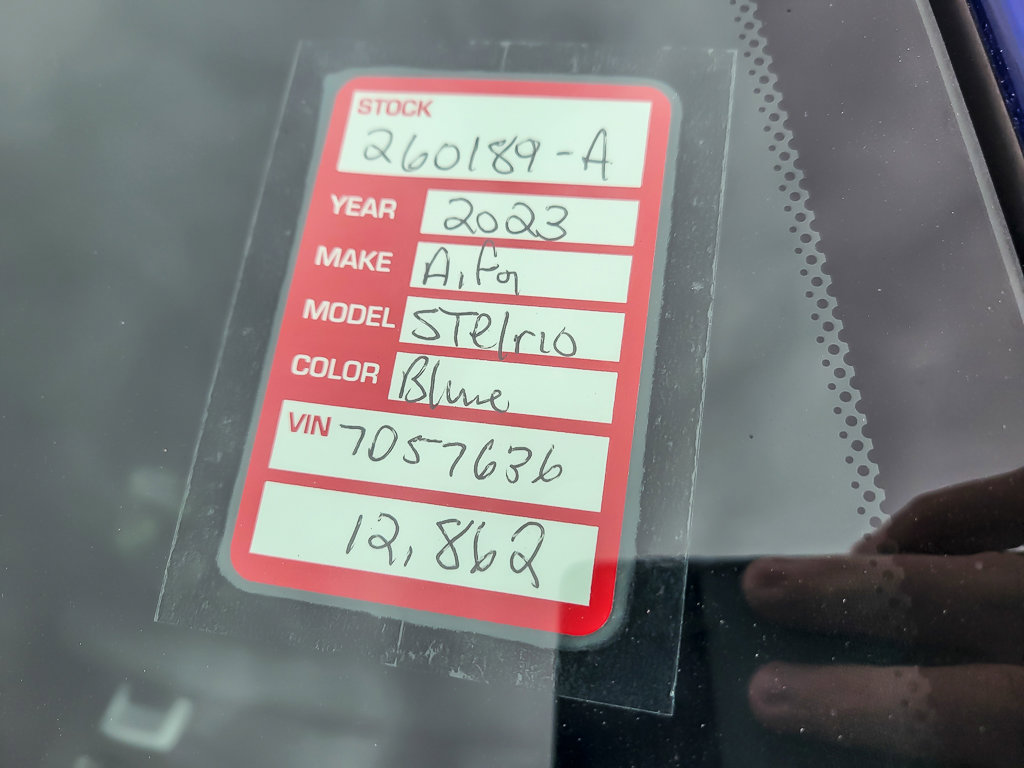 STOCK
260189-A
YEAR 2023
MAKE A,Fa
MODEL STelrio
COLOR Blue
VIN 7057636
12,862